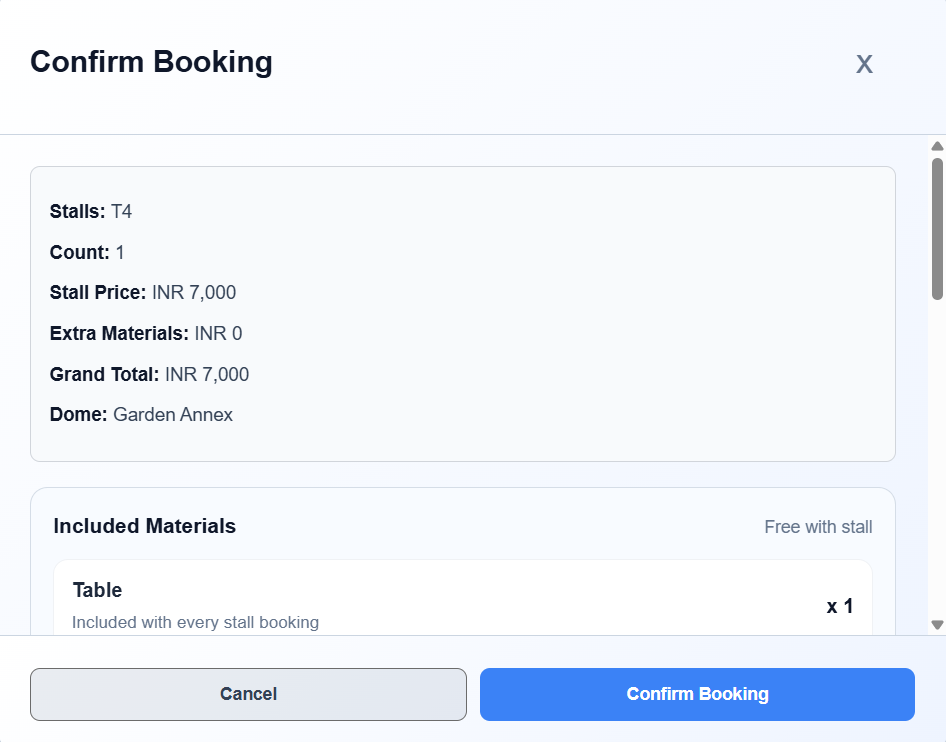 Confirm Booking
X
Stalls: T4
Count: 1
Stall Price: INR 7,000
Extra Materials: INR 0
Grand Total: INR 7,000
Dome: Garden Annex
Included Materials
Free with stall
Table
x 1
Included with every stall booking
Cancel
Confirm Booking